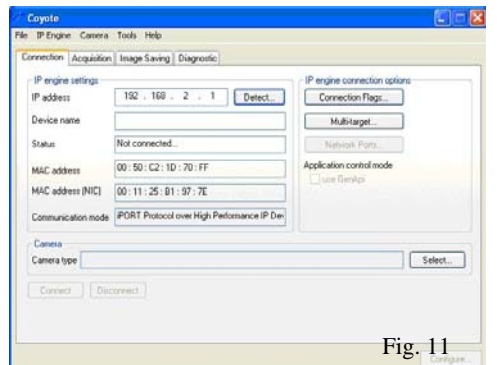 Coyote
File IP Engine Camera Tools Help
Connection Acquisition Image Saving Diagnostic
IP engine settings
IP address 192 . 168 . 2 . 1 Detect...
Device name
Status Not connected...
MAC address 00 : 50 : C2 : 1D : 70 : FF
MAC address (NIC) 00 : 11 : 25 : B1 : 97 : 7E
Communication mode iPORT Protocol over High Performance IP Dev
IP engine connection options
Connection Flags...
Multi-target...
Network Ports...
Application control mode
use GenApi
Camera
Camera type Select...
Connect Disconnect
Fig. 11
Configure...